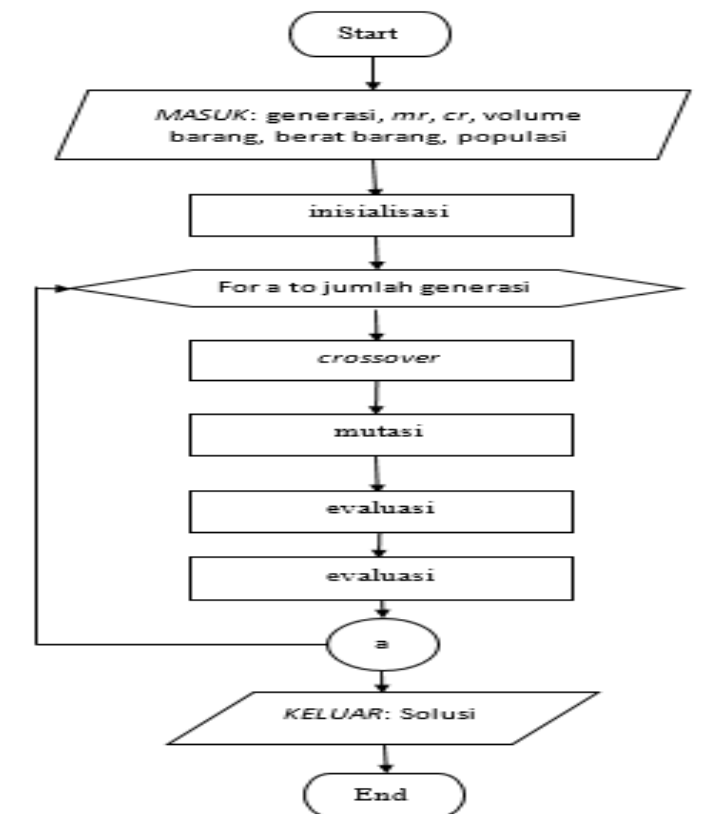 Start
MASUK: generasi, mr, cr, volume
barang, berat barang, populasi
inisialisasi
For a to jumlah generasi
crossover
mutasi
evaluasi
evaluasi
a
KELUAR: Solusi
End